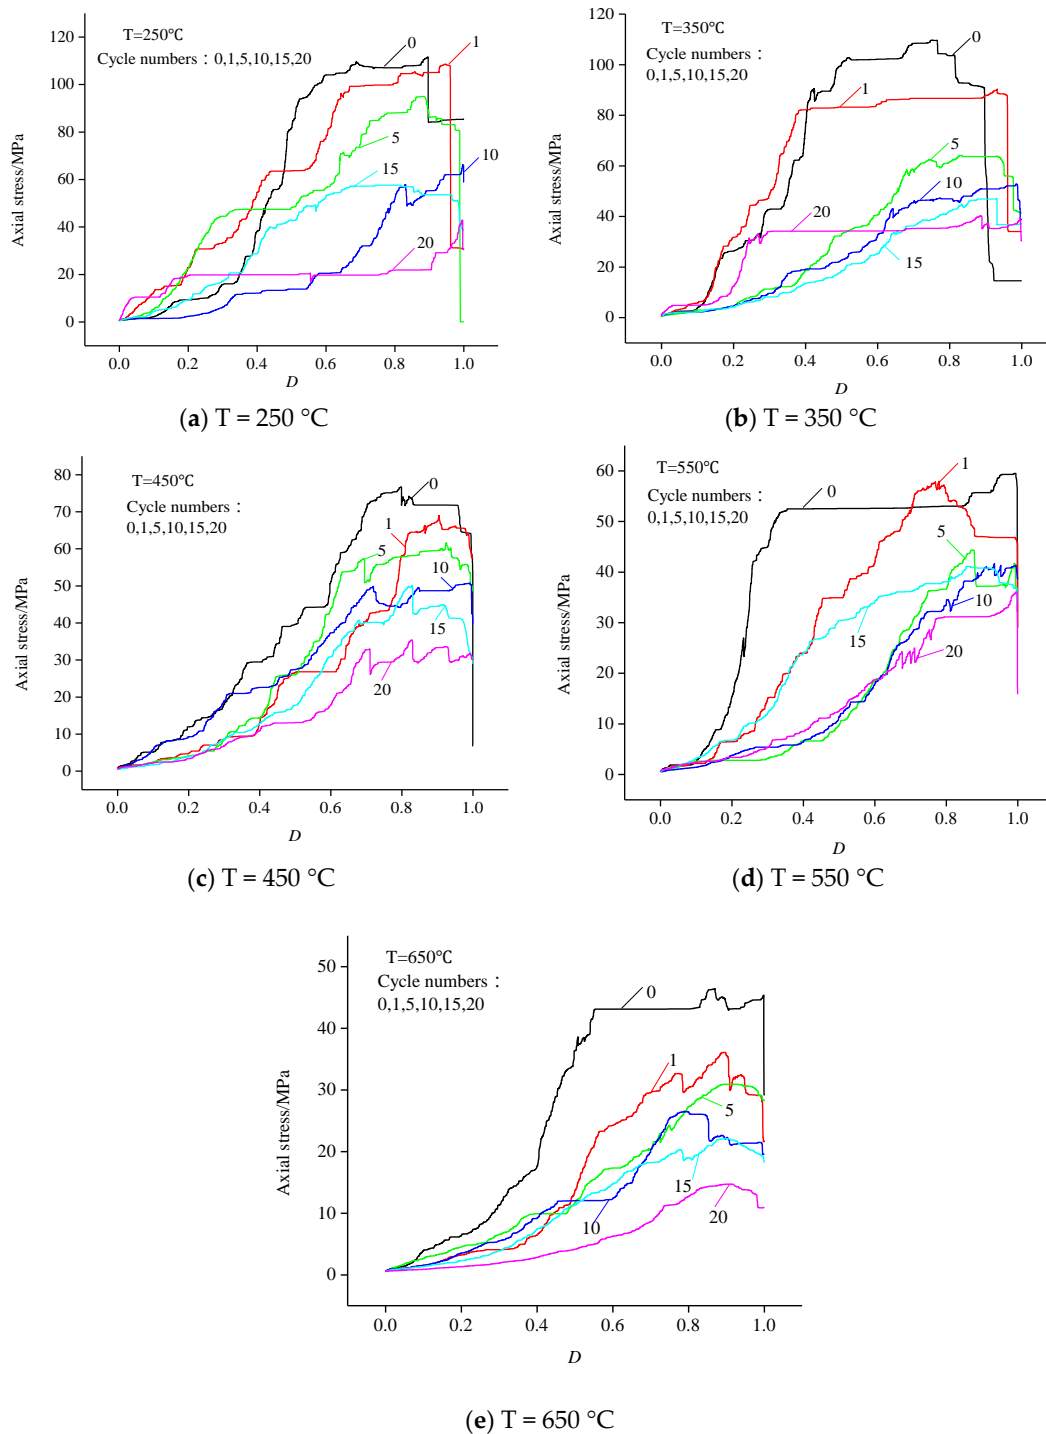 T=250℃
Cycle numbers：0,1,5,10,15,20
0
1
5
10
15
20
Axial stress/MPa
120
100
80
60
40
20
0
0.0 0.2 0.4 0.6 0.8 1.0
D
(a) T = 250 °C
T=350℃
Cycle numbers：
0,1,5,10,15,20
0
1
5
10
20
15
Axial stress/MPa
120
100
80
60
40
20
0
0.0 0.2 0.4 0.6 0.8 1.0
D
(b) T = 350 °C
T=450℃
Cycle numbers：
0,1,5,10,15,20
0
1
5
10
15
20
Axial stress/MPa
80
70
60
50
40
30
20
10
0
0.0 0.2 0.4 0.6 0.8 1.0
D
(c) T = 450 °C
T=550℃
Cycle numbers：
0,1,5,10,15,20
0
1
5
10
15
20
Axial stress/MPa
60
50
40
30
20
10
0
0.0 0.2 0.4 0.6 0.8 1.0
D
(d) T = 550 °C
T=650℃
Cycle numbers：
0,1,5,10,15,20
0
1
5
15
10
20
Axial stress/MPa
50
40
30
20
10
0
0.0 0.2 0.4 0.6 0.8 1.0
D
(e) T = 650 °C